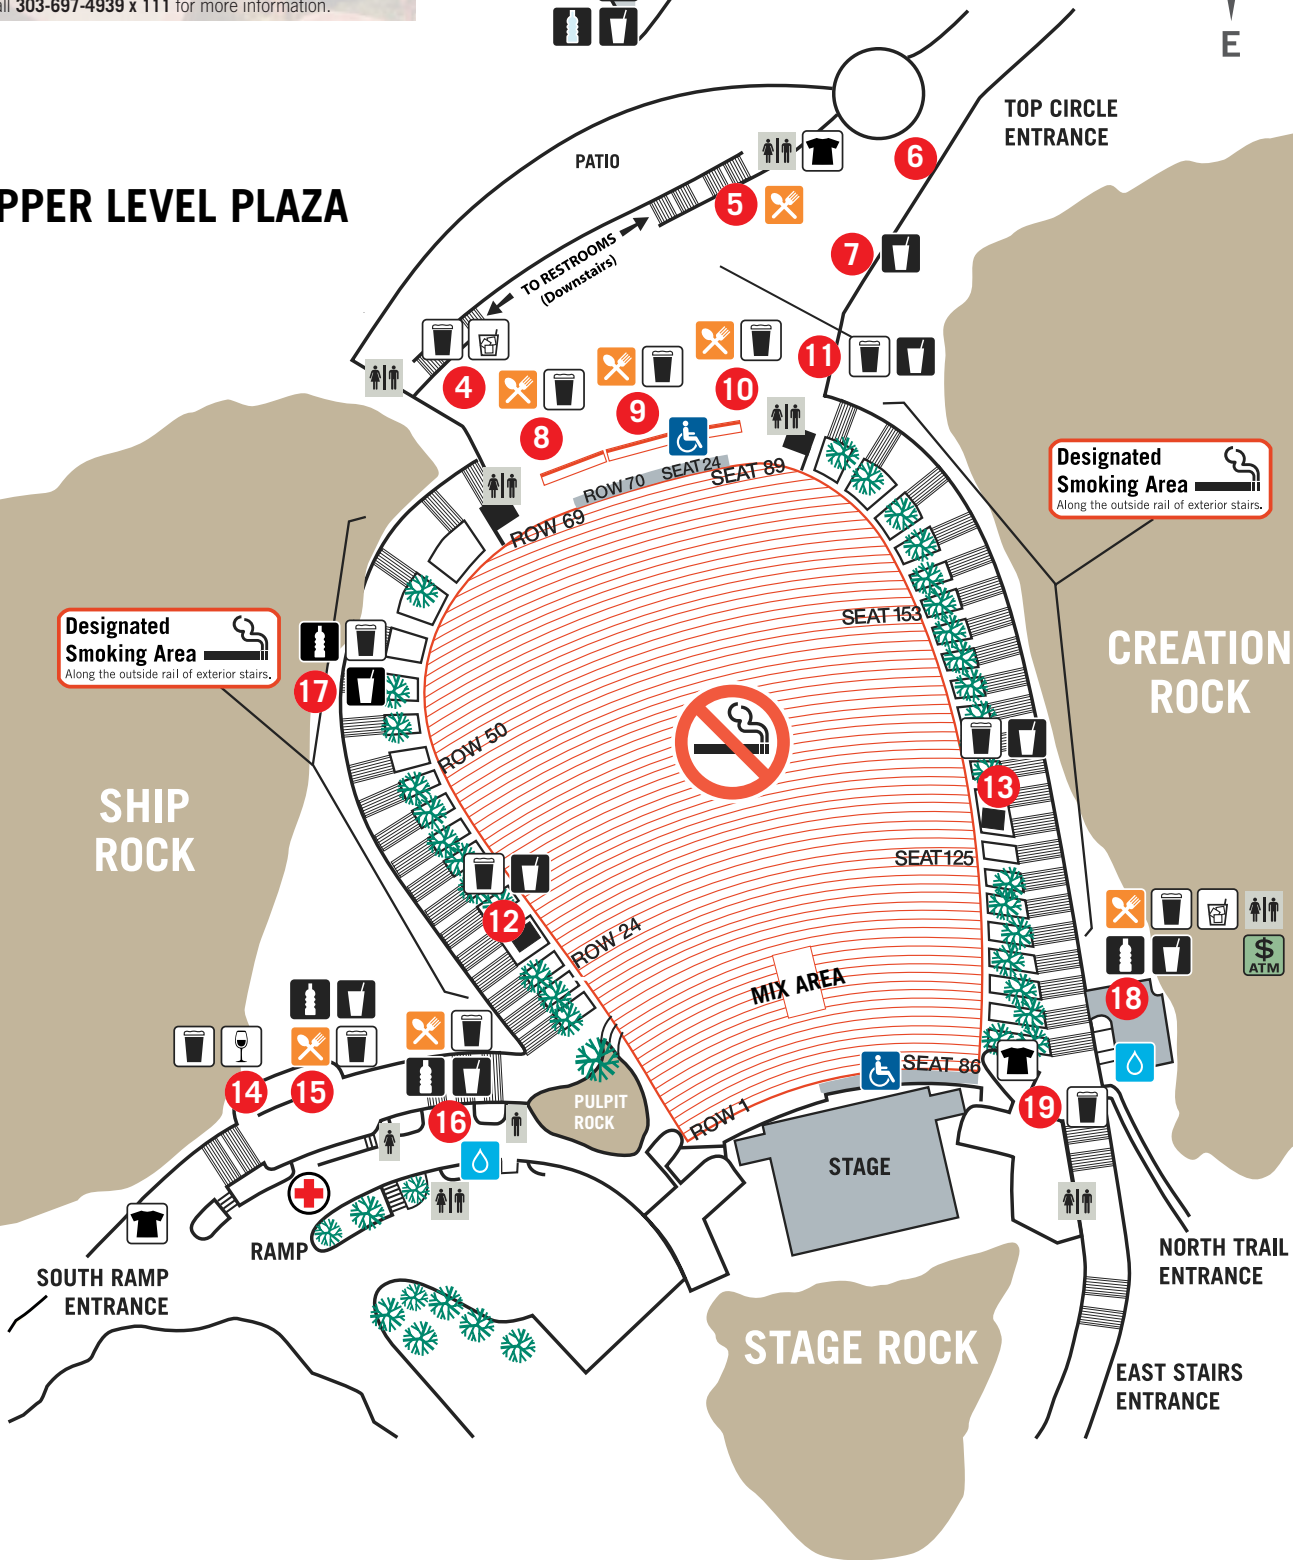 all 303-697-4939 x 111 for more information.
E
TOP CIRCLE
ENTRANCE
PATIO
6
PPER LEVEL PLAZA
5
7
TO RESTROOMS
(Downstairs)
11
4
10
9
8
ROW 70 SEAT 24
SEAT 89
ROW 69
Designated
Smoking Area
Along the outside rail of exterior stairs.
SEAT 153
Designated
Smoking Area
Along the outside rail of exterior stairs.
17
CREATION
ROCK
ROW 50
13
SHIP
ROCK
SEAT 125
12
ROW 24
$
ATM
MIX AREA
18
14
15
16
SEAT 86
19
PULPIT
ROCK
ROW 1
STAGE
RAMP
SOUTH RAMP
ENTRANCE
NORTH TRAIL
ENTRANCE
STAGE ROCK
EAST STAIRS
ENTRANCE